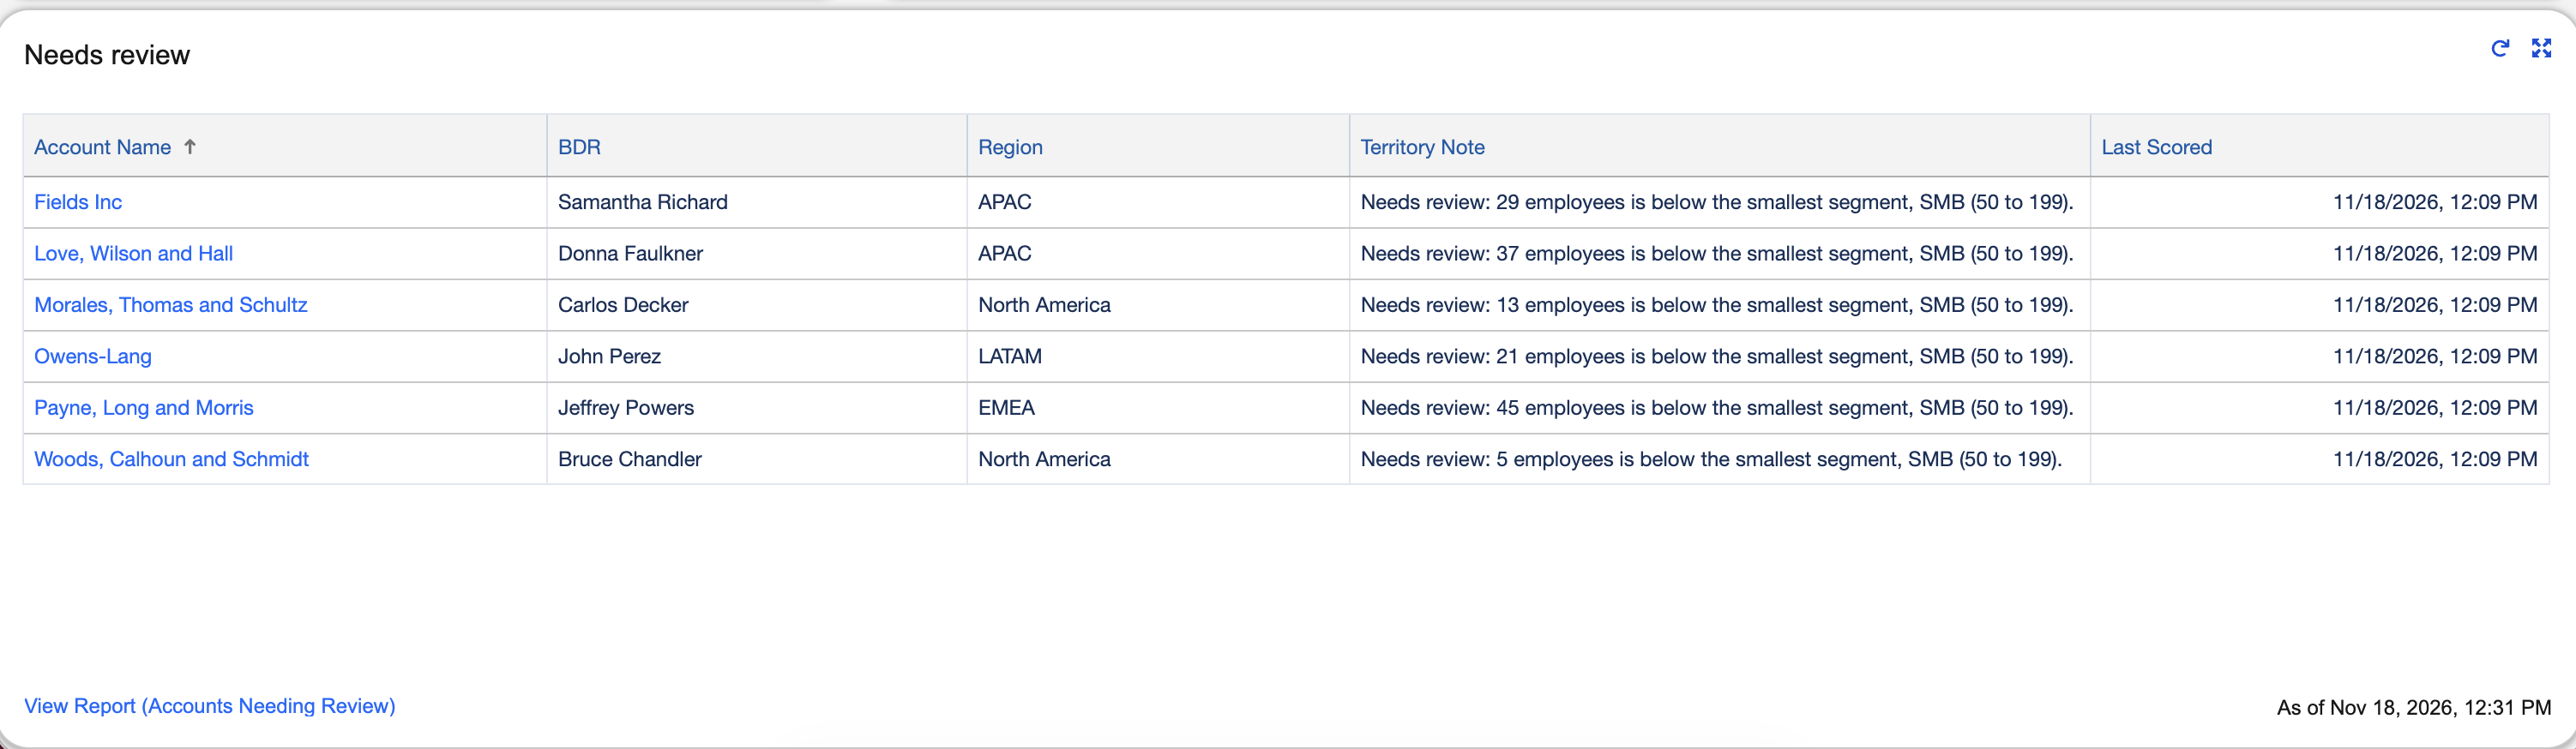 Needs review
Account Name ↑ BDR Region Territory Note Last Scored
Fields Inc Samantha Richard APAC Needs review: 29 employees is below the smallest segment, SMB (50 to 199). 11/18/2026, 12:09 PM
Love, Wilson and Hall Donna Faulkner APAC Needs review: 37 employees is below the smallest segment, SMB (50 to 199). 11/18/2026, 12:09 PM
Morales, Thomas and Schultz Carlos Decker North America Needs review: 13 employees is below the smallest segment, SMB (50 to 199). 11/18/2026, 12:09 PM
Owens-Lang John Perez LATAM Needs review: 21 employees is below the smallest segment, SMB (50 to 199). 11/18/2026, 12:09 PM
Payne, Long and Morris Jeffrey Powers EMEA Needs review: 45 employees is below the smallest segment, SMB (50 to 199). 11/18/2026, 12:09 PM
Woods, Calhoun and Schmidt Bruce Chandler North America Needs review: 5 employees is below the smallest segment, SMB (50 to 199). 11/18/2026, 12:09 PM
View Report (Accounts Needing Review) As of Nov 18, 2026, 12:31 PM